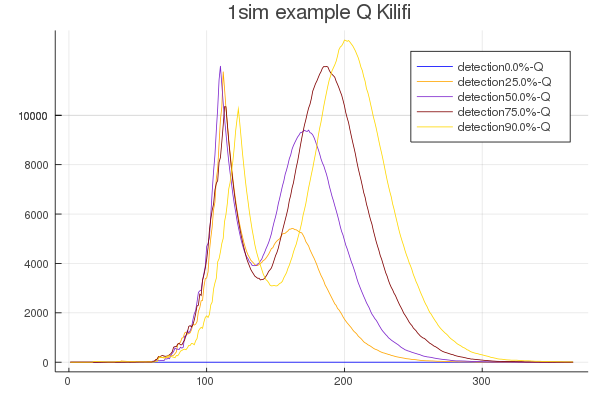 1sim example Q Kilifi
detection0.0%-Q
detection25.0%-Q
detection50.0%-Q
detection75.0%-Q
detection90.0%-Q
10000
8000
6000
4000
2000
0
0 100 200 300